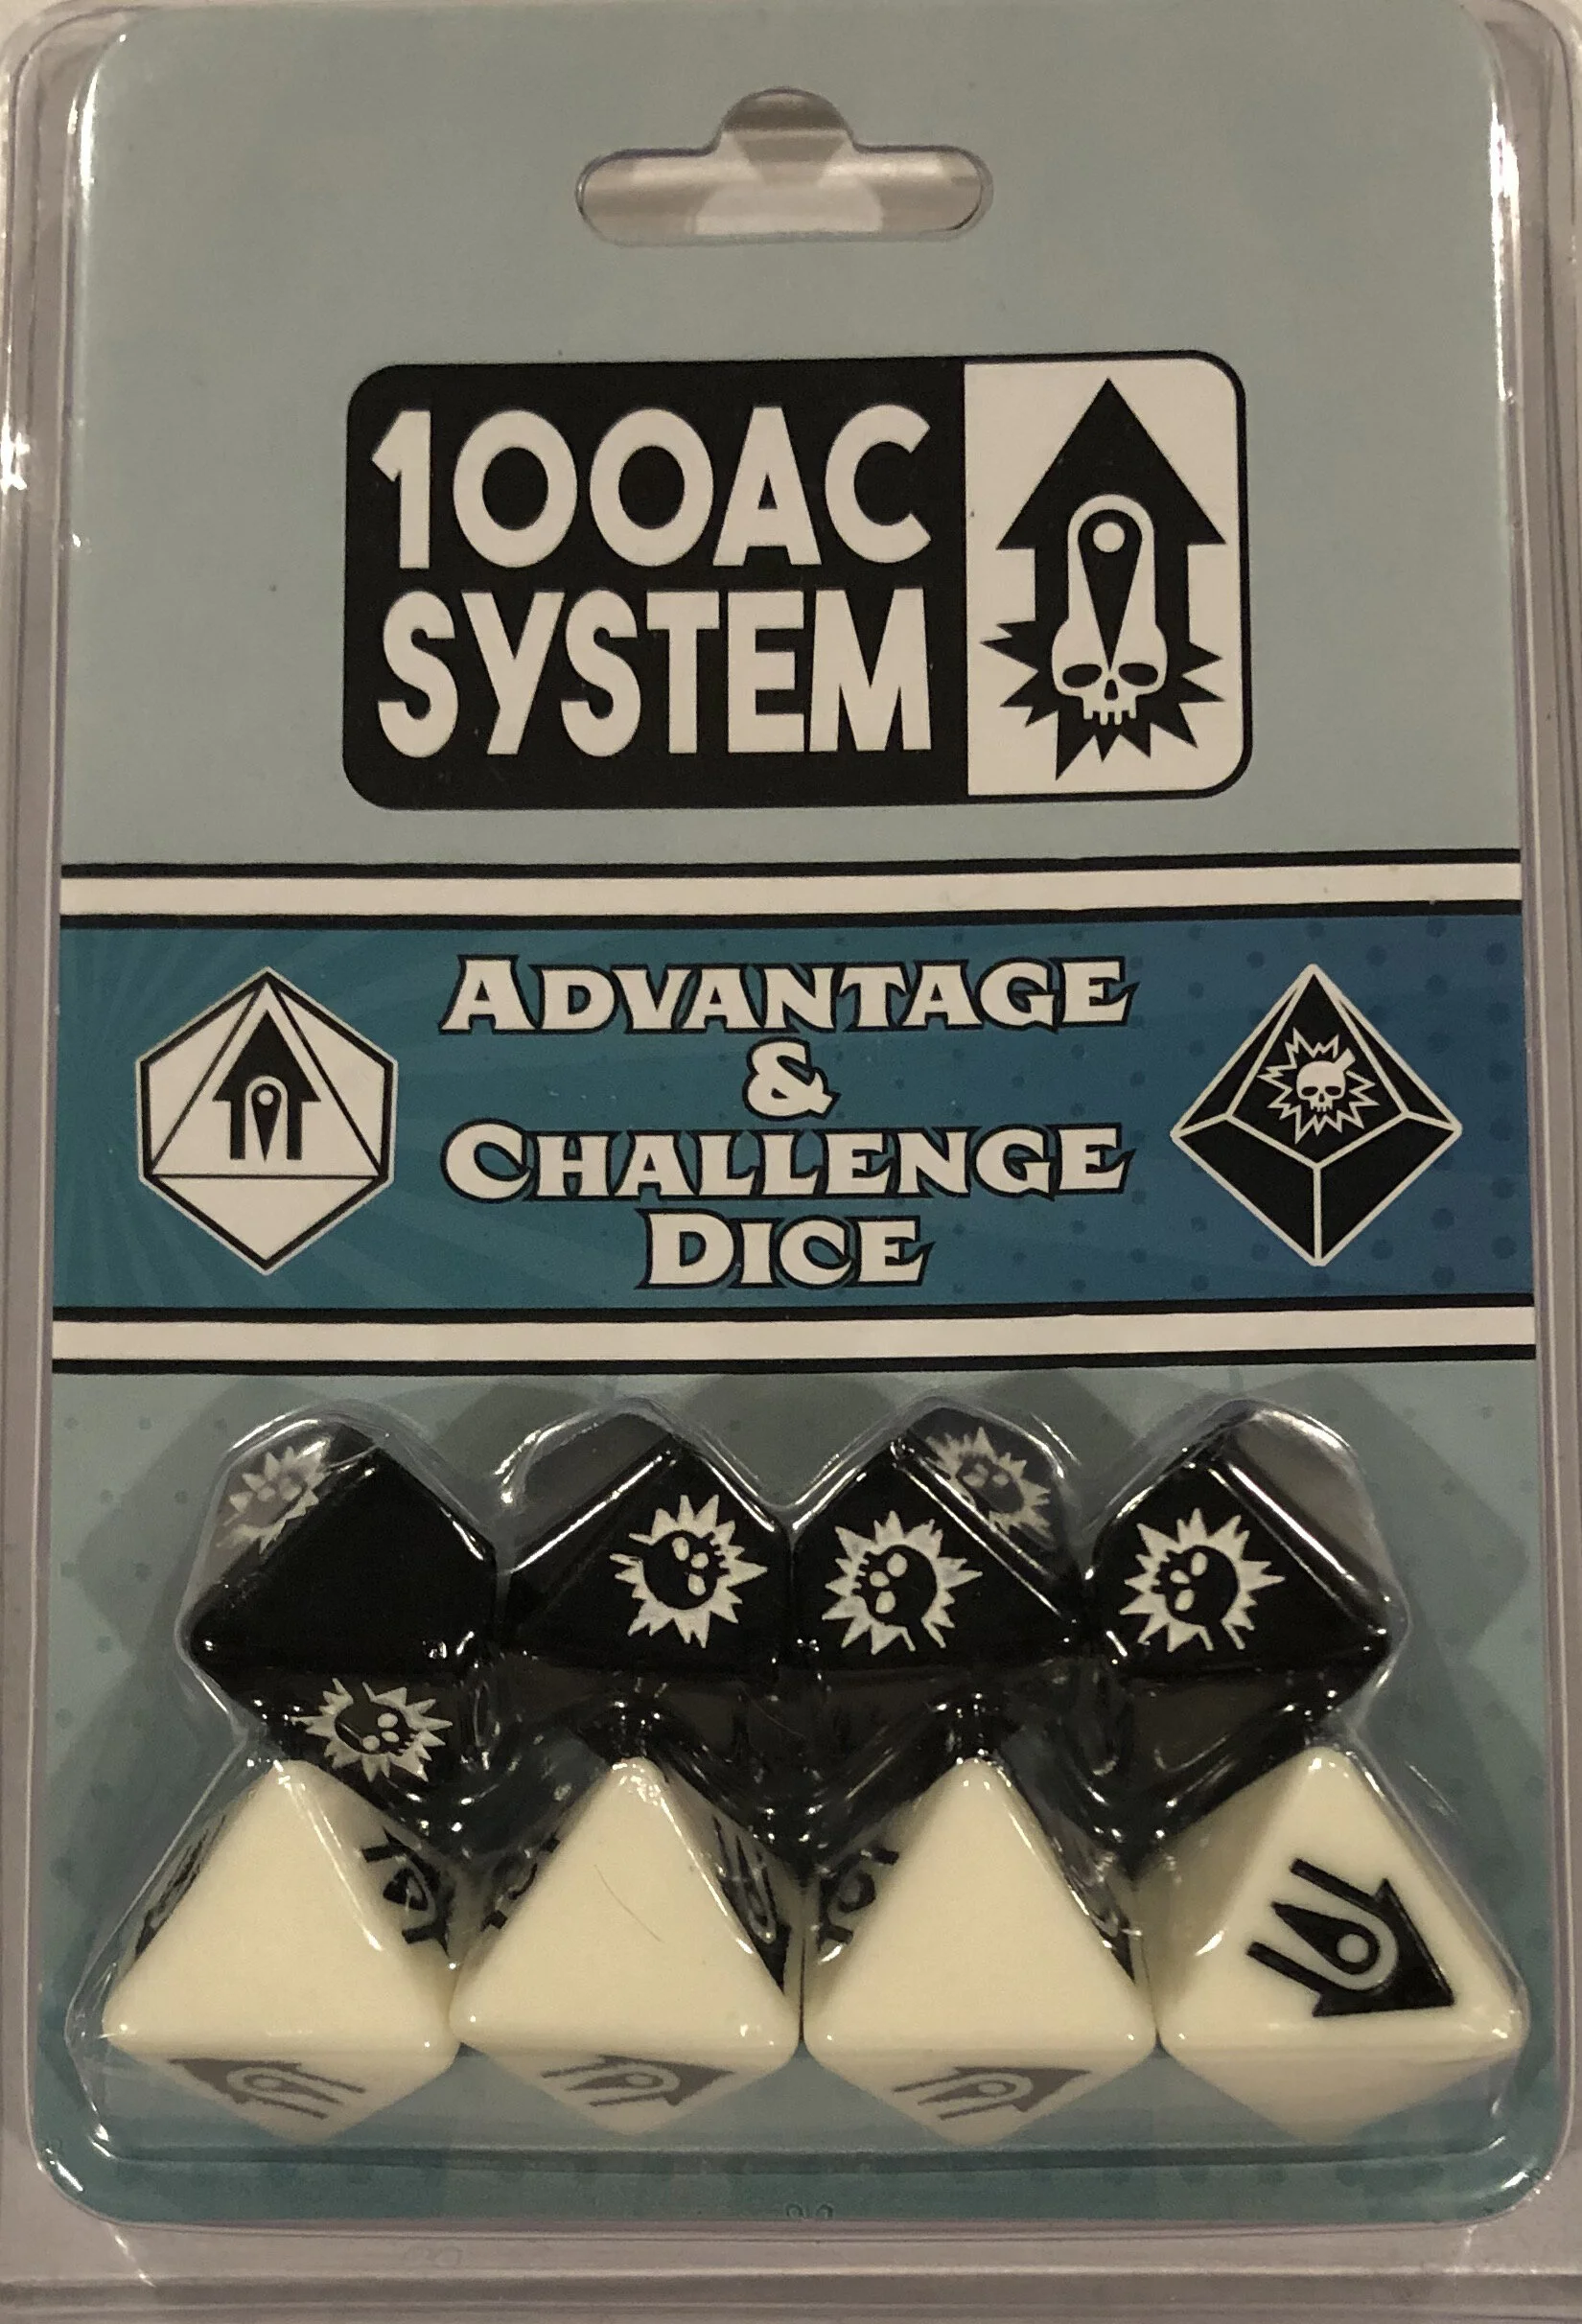 100AC
SYSTEM
ADVANTAGE
&
CHALLENGE
DICE